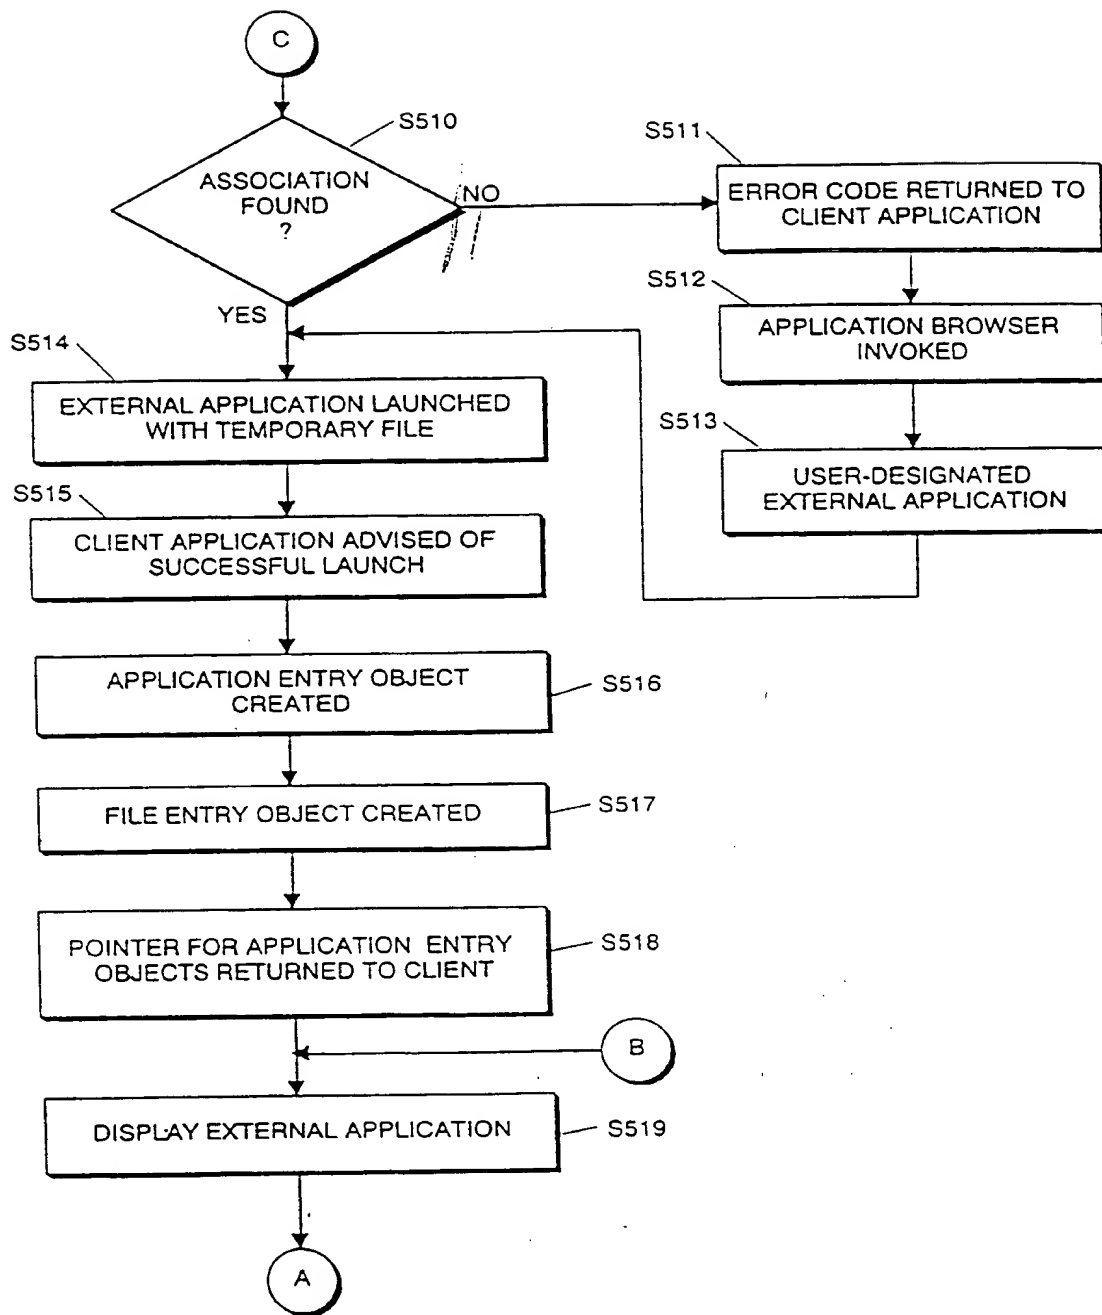 C
S510
ASSOCIATION
FOUND
?
NO
YES
S511
ERROR CODE RETURNED TO
CLIENT APPLICATION
S512
APPLICATION BROWSER
INVOKED
S513
USER-DESIGNATED
EXTERNAL APPLICATION
S514
EXTERNAL APPLICATION LAUNCHED
WITH TEMPORARY FILE
S515
CLIENT APPLICATION ADVISED OF
SUCCESSFUL LAUNCH
APPLICATION ENTRY OBJECT
CREATED
S516
FILE ENTRY OBJECT CREATED
S517
POINTER FOR APPLICATION ENTRY
OBJECTS RETURNED TO CLIENT
S518
B
DISPLAY EXTERNAL APPLICATION
S519
A